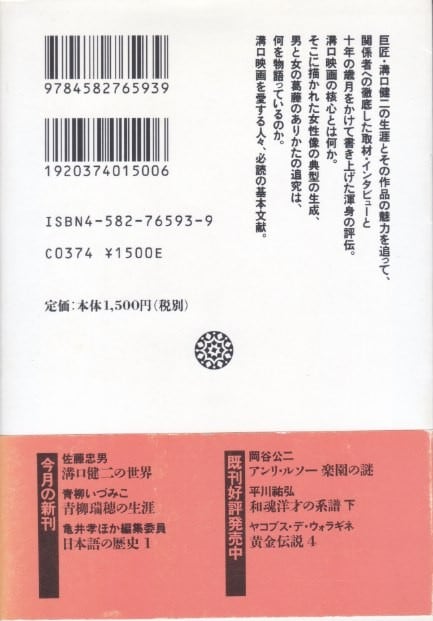 巨匠・溝口健二の生涯とその作品の魅力を追って、
関係者への徹底した取材・インタビューと
十年の歳月をかけて書き上げた渾身の評伝。
溝口映画の核心とは何か。
そこに描かれた女性像の典型の生成、
男と女の葛藤のありかたの追究は、
何を物語っているのか。
溝口映画を愛する人々、必読の基本文献。
9784582765939
1920374015006
ISBN4-582-76593-9
C0374 ¥1500E
定価:本体1,500円(税別)
今月の新刊
佐藤忠男
溝口健二の世界
青柳いづみこ
青柳瑞穂の生涯
亀井孝ほか編集委員
日本語の歴史 1
既刊好評発売中
岡谷公二
アンリ・ルソー 楽園の謎
平川祐弘
和魂洋才の系譜 下
ヤコブス・デ・ウォラギネ
黄金伝説 4